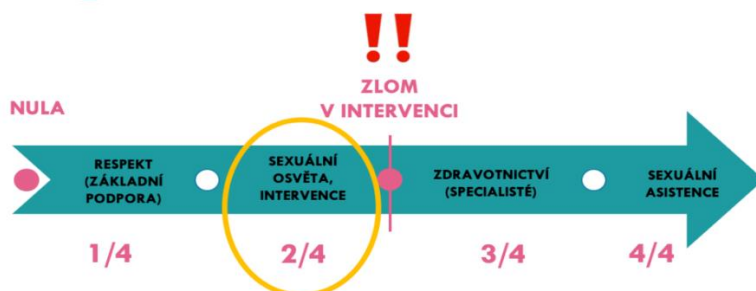 !!
ZLOM
V INTERVENCI
NULA
RESPEKT
(ZÁKLADNÍ
PODPORA)
SEXUÁLNÍ
OSVĚTA,
INTERVENCE
ZDRAVOTNICTVÍ
(SPECIALISTÉ)
SEXUÁLNÍ
ASISTENCE
1/4
2/4
3/4
4/4